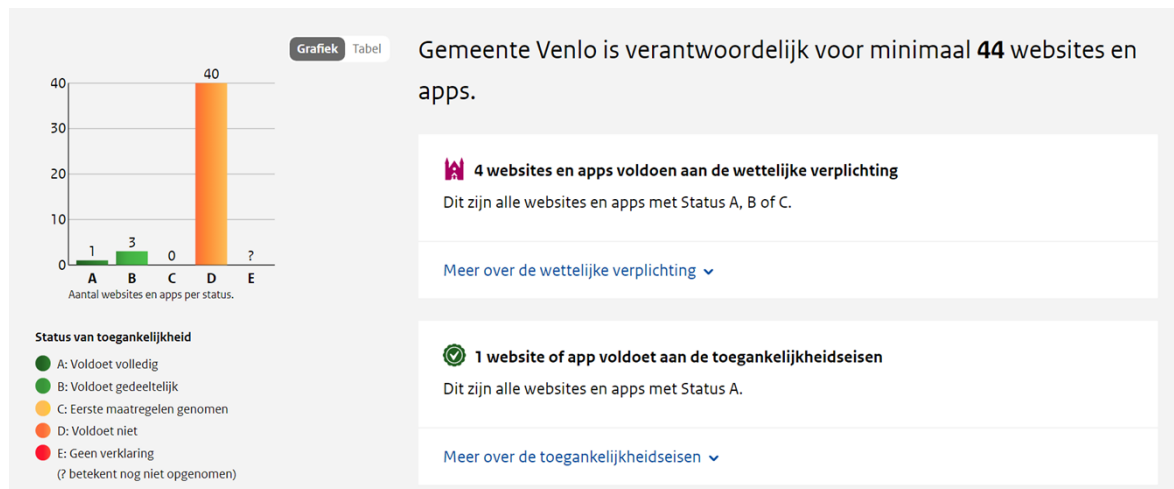 Grafiek Tabel
40
30
20
10
0
1
3
0
40
?
A B C D E
Aantal websites en apps per status.
Status van toegankelijkheid
A: Voldoet volledig
B: Voldoet gedeeltelijk
C: Eerste maatregelen genomen
D: Voldoet niet
E: Geen verklaring
(? betekent nog niet opgenomen)
Gemeente Venlo is verantwoordelijk voor minimaal 44 websites en
apps.
4 websites en apps voldoen aan de wettelijke verplichting
Dit zijn alle websites en apps met Status A, B of C.
Meer over de wettelijke verplichting
1 website of app voldoet aan de toegankelijkheidseisen
Dit zijn alle websites en apps met Status A.
Meer over de toegankelijkheidseisen